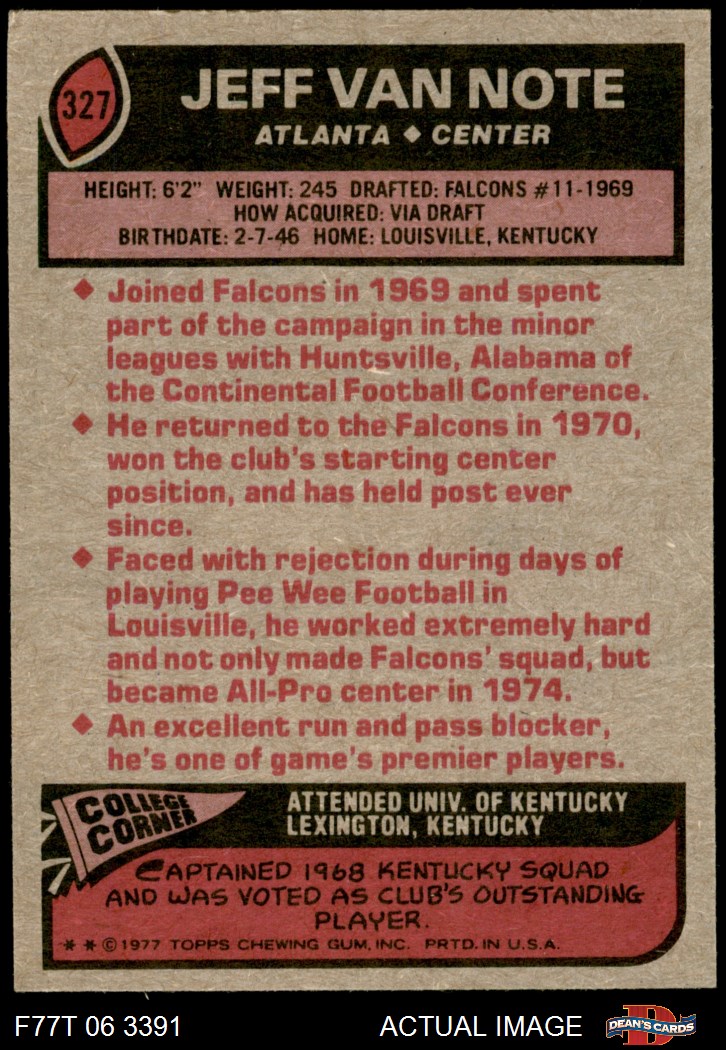 327
JEFF VAN NOTE
ATLANTA ◆ CENTER
HEIGHT: 6'2" WEIGHT: 245 DRAFTED: FALCONS #11-1969
HOW ACQUIRED: VIA DRAFT
BIRTHDATE: 2-7-46 HOME: LOUISVILLE, KENTUCKY
◆ Joined Falcons in 1969 and spent
part of the campaign in the minor
leagues with Huntsville, Alabama of
the Continental Football Conference.
◆ He returned to the Falcons in 1970,
won the club's starting center
position, and has held post ever
since.
◆ Faced with rejection during days of
playing Pee Wee Football in
Louisville, he worked extremely hard
and not only made Falcons' squad, but
became All-Pro center in 1974.
◆ An excellent run and pass blocker,
he's one of game's premier players.
COLLEGE
CORNER
ATTENDED UNIV. OF KENTUCKY
LEXINGTON, KENTUCKY
CAPTAINED 1968 KENTUCKY SQUAD
AND WAS VOTED AS CLUB'S OUTSTANDING
PLAYER.
* * © 1977 TOPPS CHEWING GUM, INC. PRTD. IN U.S.A.
F77T 06 3391
ACTUAL IMAGE
D
DEAN'S CARDS